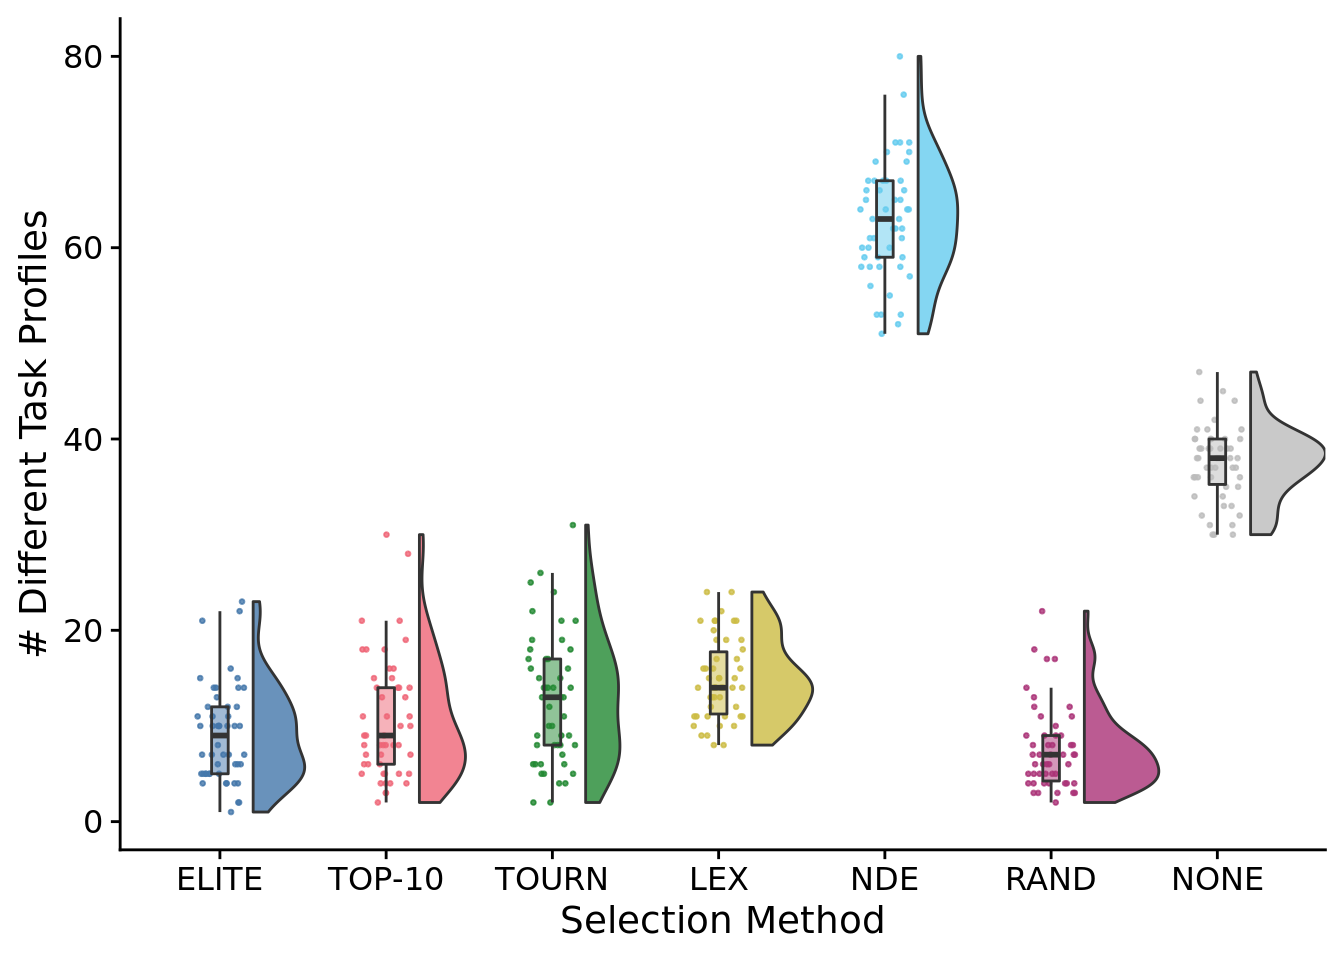 # Different Task Profiles
80
60
40
20
0
ELITE TOP-10 TOURN LEX NDE RAND NONE
Selection Method